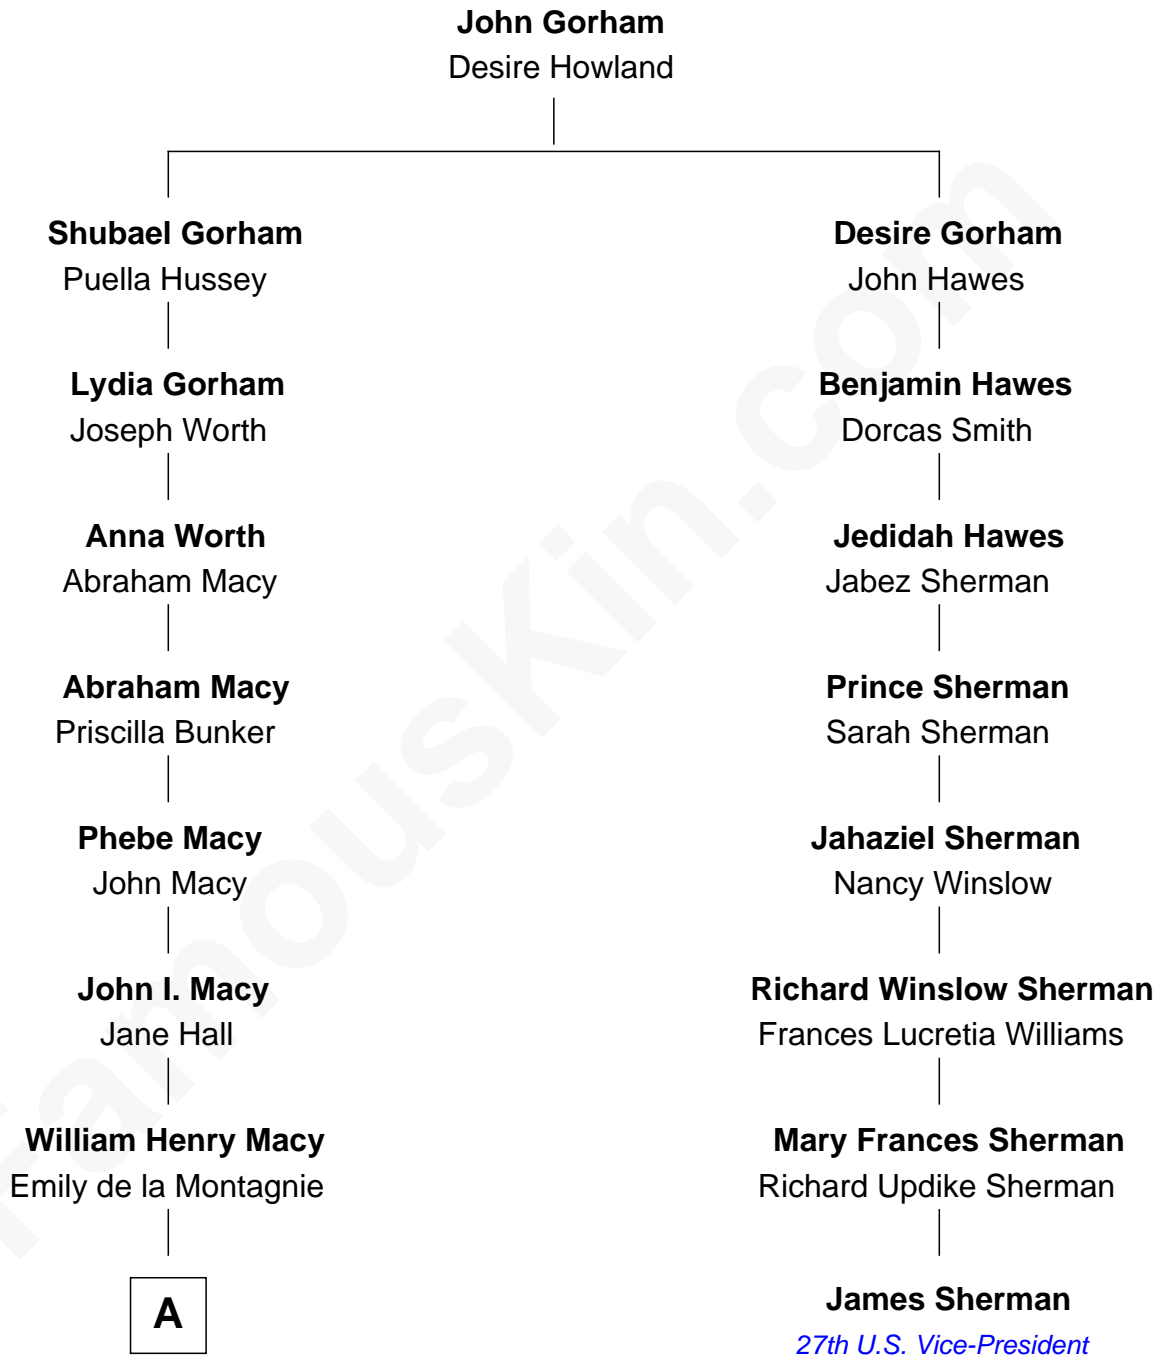 John Gorham
Desire Howland
Shubael Gorham
Puella Hussey
Desire Gorham
John Hawes
Lydia Gorham
Joseph Worth
Benjamin Hawes
Dorcas Smith
Anna Worth
Abraham Macy
Jedidah Hawes
Jabez Sherman
Abraham Macy
Priscilla Bunker
Prince Sherman
Sarah Sherman
Phebe Macy
John Macy
Jahaziel Sherman
Nancy Winslow
John I. Macy
Jane Hall
Richard Winslow Sherman
Frances Lucretia Williams
William Henry Macy
Emily de la Montagnie
Mary Frances Sherman
Richard Updike Sherman
A
James Sherman
27th U.S. Vice-President
FamousKin.com